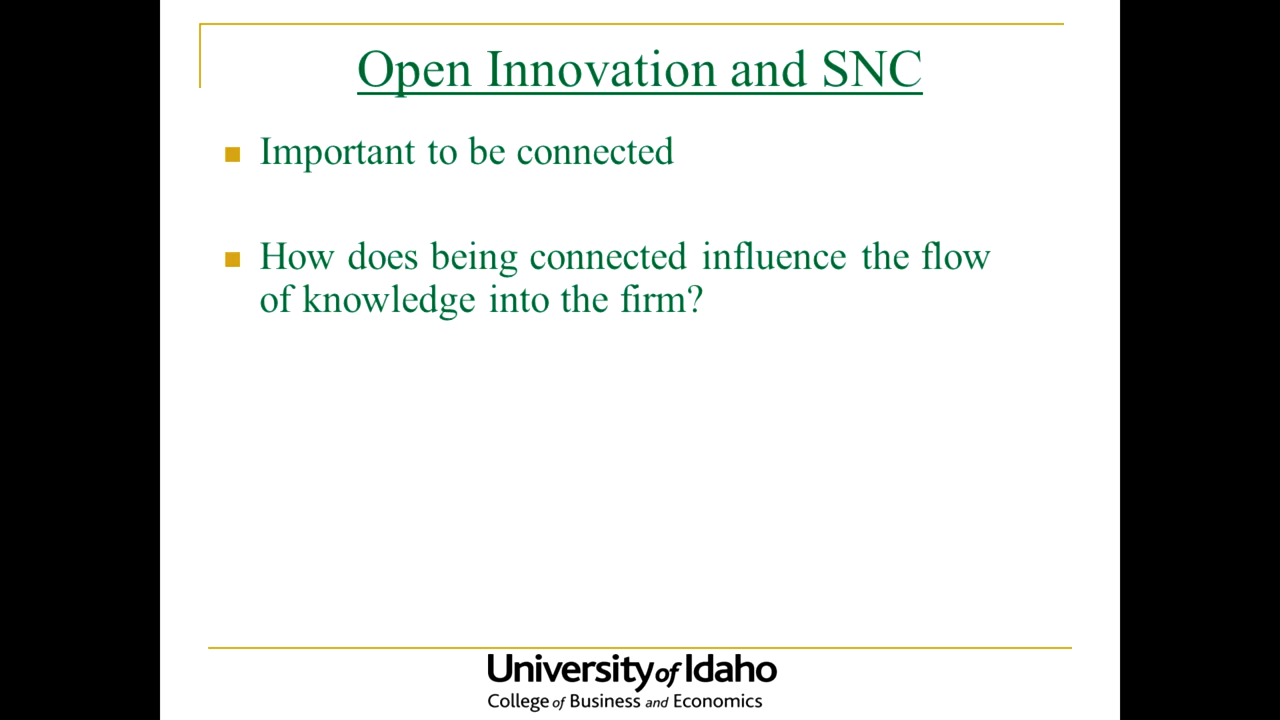 Open Innovation and SNC
Important to be connected
How does being connected influence the flow
of knowledge into the firm?
University of Idaho
College of Business and Economics